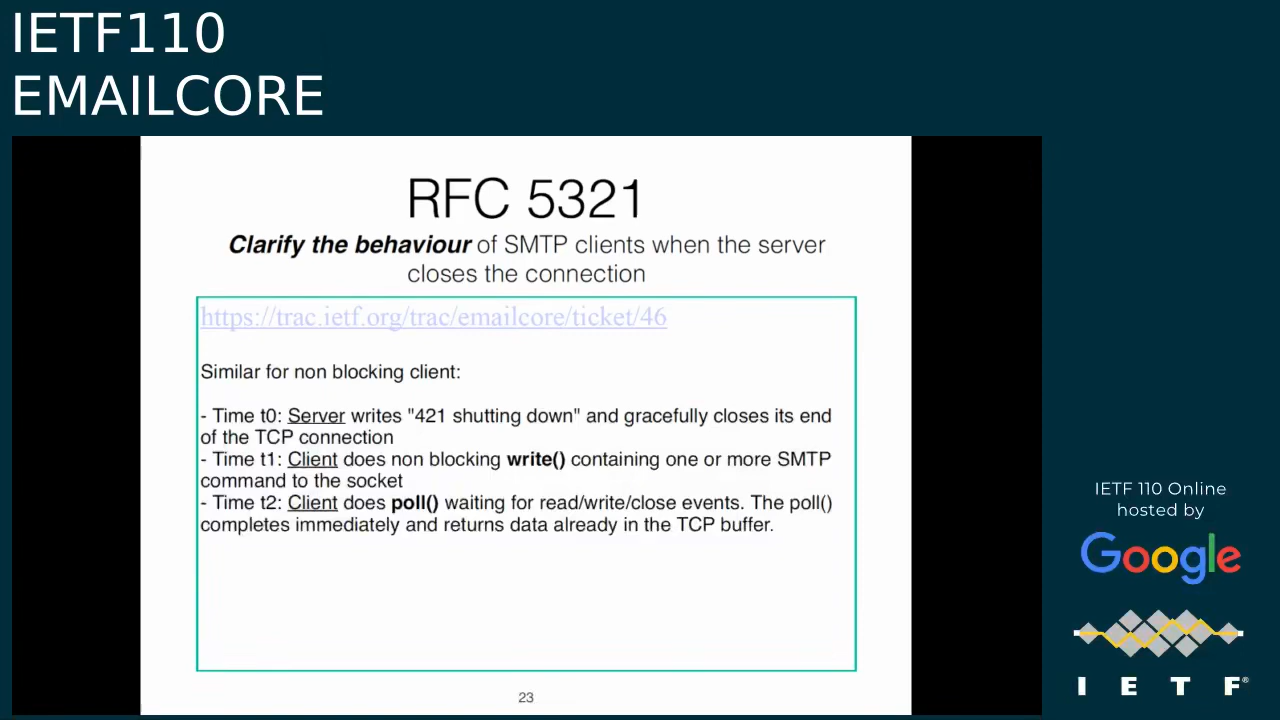 IETF110
EMAILCORE
RFC 5321
Clarify the behaviour of SMTP clients when the server
closes the connection
https://trac.ietf.org/trac/emailcore/ticket/46
Similar for non blocking client:
- Time t0: Server writes "421 shutting down" and gracefully closes its end
of the TCP connection
- Time t1: Client does non blocking write() containing one or more SMTP
command to the socket
- Time t2: Client does poll() waiting for read/write/close events. The poll()
completes immediately and returns data already in the TCP buffer.
23
IETF 110 Online
hosted by
Google
I E T F®